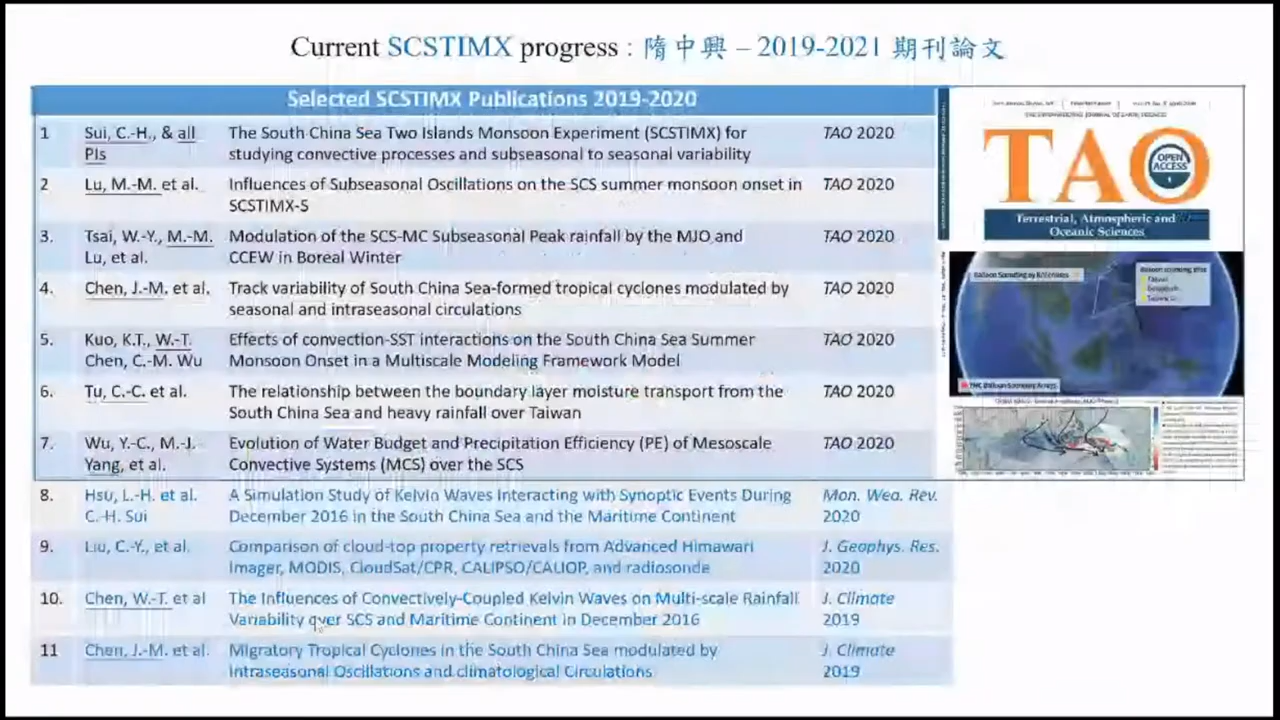 Current SCSTIMX progress : 隋中興 – 2019-2021 期刊論文
Selected SCSTIMX Publications 2019-2020
1 Sui, C.-H., & all The South China Sea Two Islands Monsoon Experiment (SCSTIMX) for TAO 2020
PIs studying convective processes and subseasonal to seasonal variability
2 Lu, M.-M. et al. Influences of Subseasonal Oscillations on the SCS summer monsoon onset in TAO 2020
SCSTIMX-S
3. Tsai, W.-Y., M.-M. Modulation of the SCS-MC Subseasonal Peak rainfall by the MJO and TAO 2020
Lu, et al. CCEW in Boreal Winter
4. Chen, J.-M. et al. Track variability of South China Sea-formed tropical cyclones modulated by TAO 2020
seasonal and intraseasonal circulations
5. Kuo, K.T., W.-T. Effects of convection-SST interactions on the South China Sea Summer TAO 2020
Chen, C.-M. Wu Monsoon Onset in a Multiscale Modeling Framework Model
6. Tu, C.-C. et al. The relationship between the boundary layer moisture transport from the TAO 2020
South China Sea and heavy rainfall over Taiwan
7. Wu, Y.-C., M.-J. Evolution of Water Budget and Precipitation Efficiency (PE) of Mesoscale TAO 2020
Yang, et al. Convective Systems (MCS) over the SCS
8. Hsu, L.-H. et al. A Simulation Study of Kelvin Waves Interacting with Synoptic Events During Mon. Wea. Rev.
C.-H. Sui December 2016 in the South China Sea and the Maritime Continent 2020
9. Liu, C.-Y., et al. Comparison of cloud-top property retrievals from Advanced Himawari J. Geophys. Res.
Imager, MODIS, CloudSat/CPR, CALIPSO/CALIOP, and radiosonde 2020
10. Chen, W.-T. et al The Influences of Convectively-Coupled Kelvin Waves on Multi-scale Rainfall J. Climate
Variability over SCS and Maritime Continent in December 2016 2019
11 Chen, J.-M. et al. Migratory Tropical Cyclones in the South China Sea modulated by J. Climate
Intraseasonal Oscillations and climatological Circulations 2019
TAO
OPEN
ACCESS
Terrestrial, Atmospheric and
Oceanic Sciences